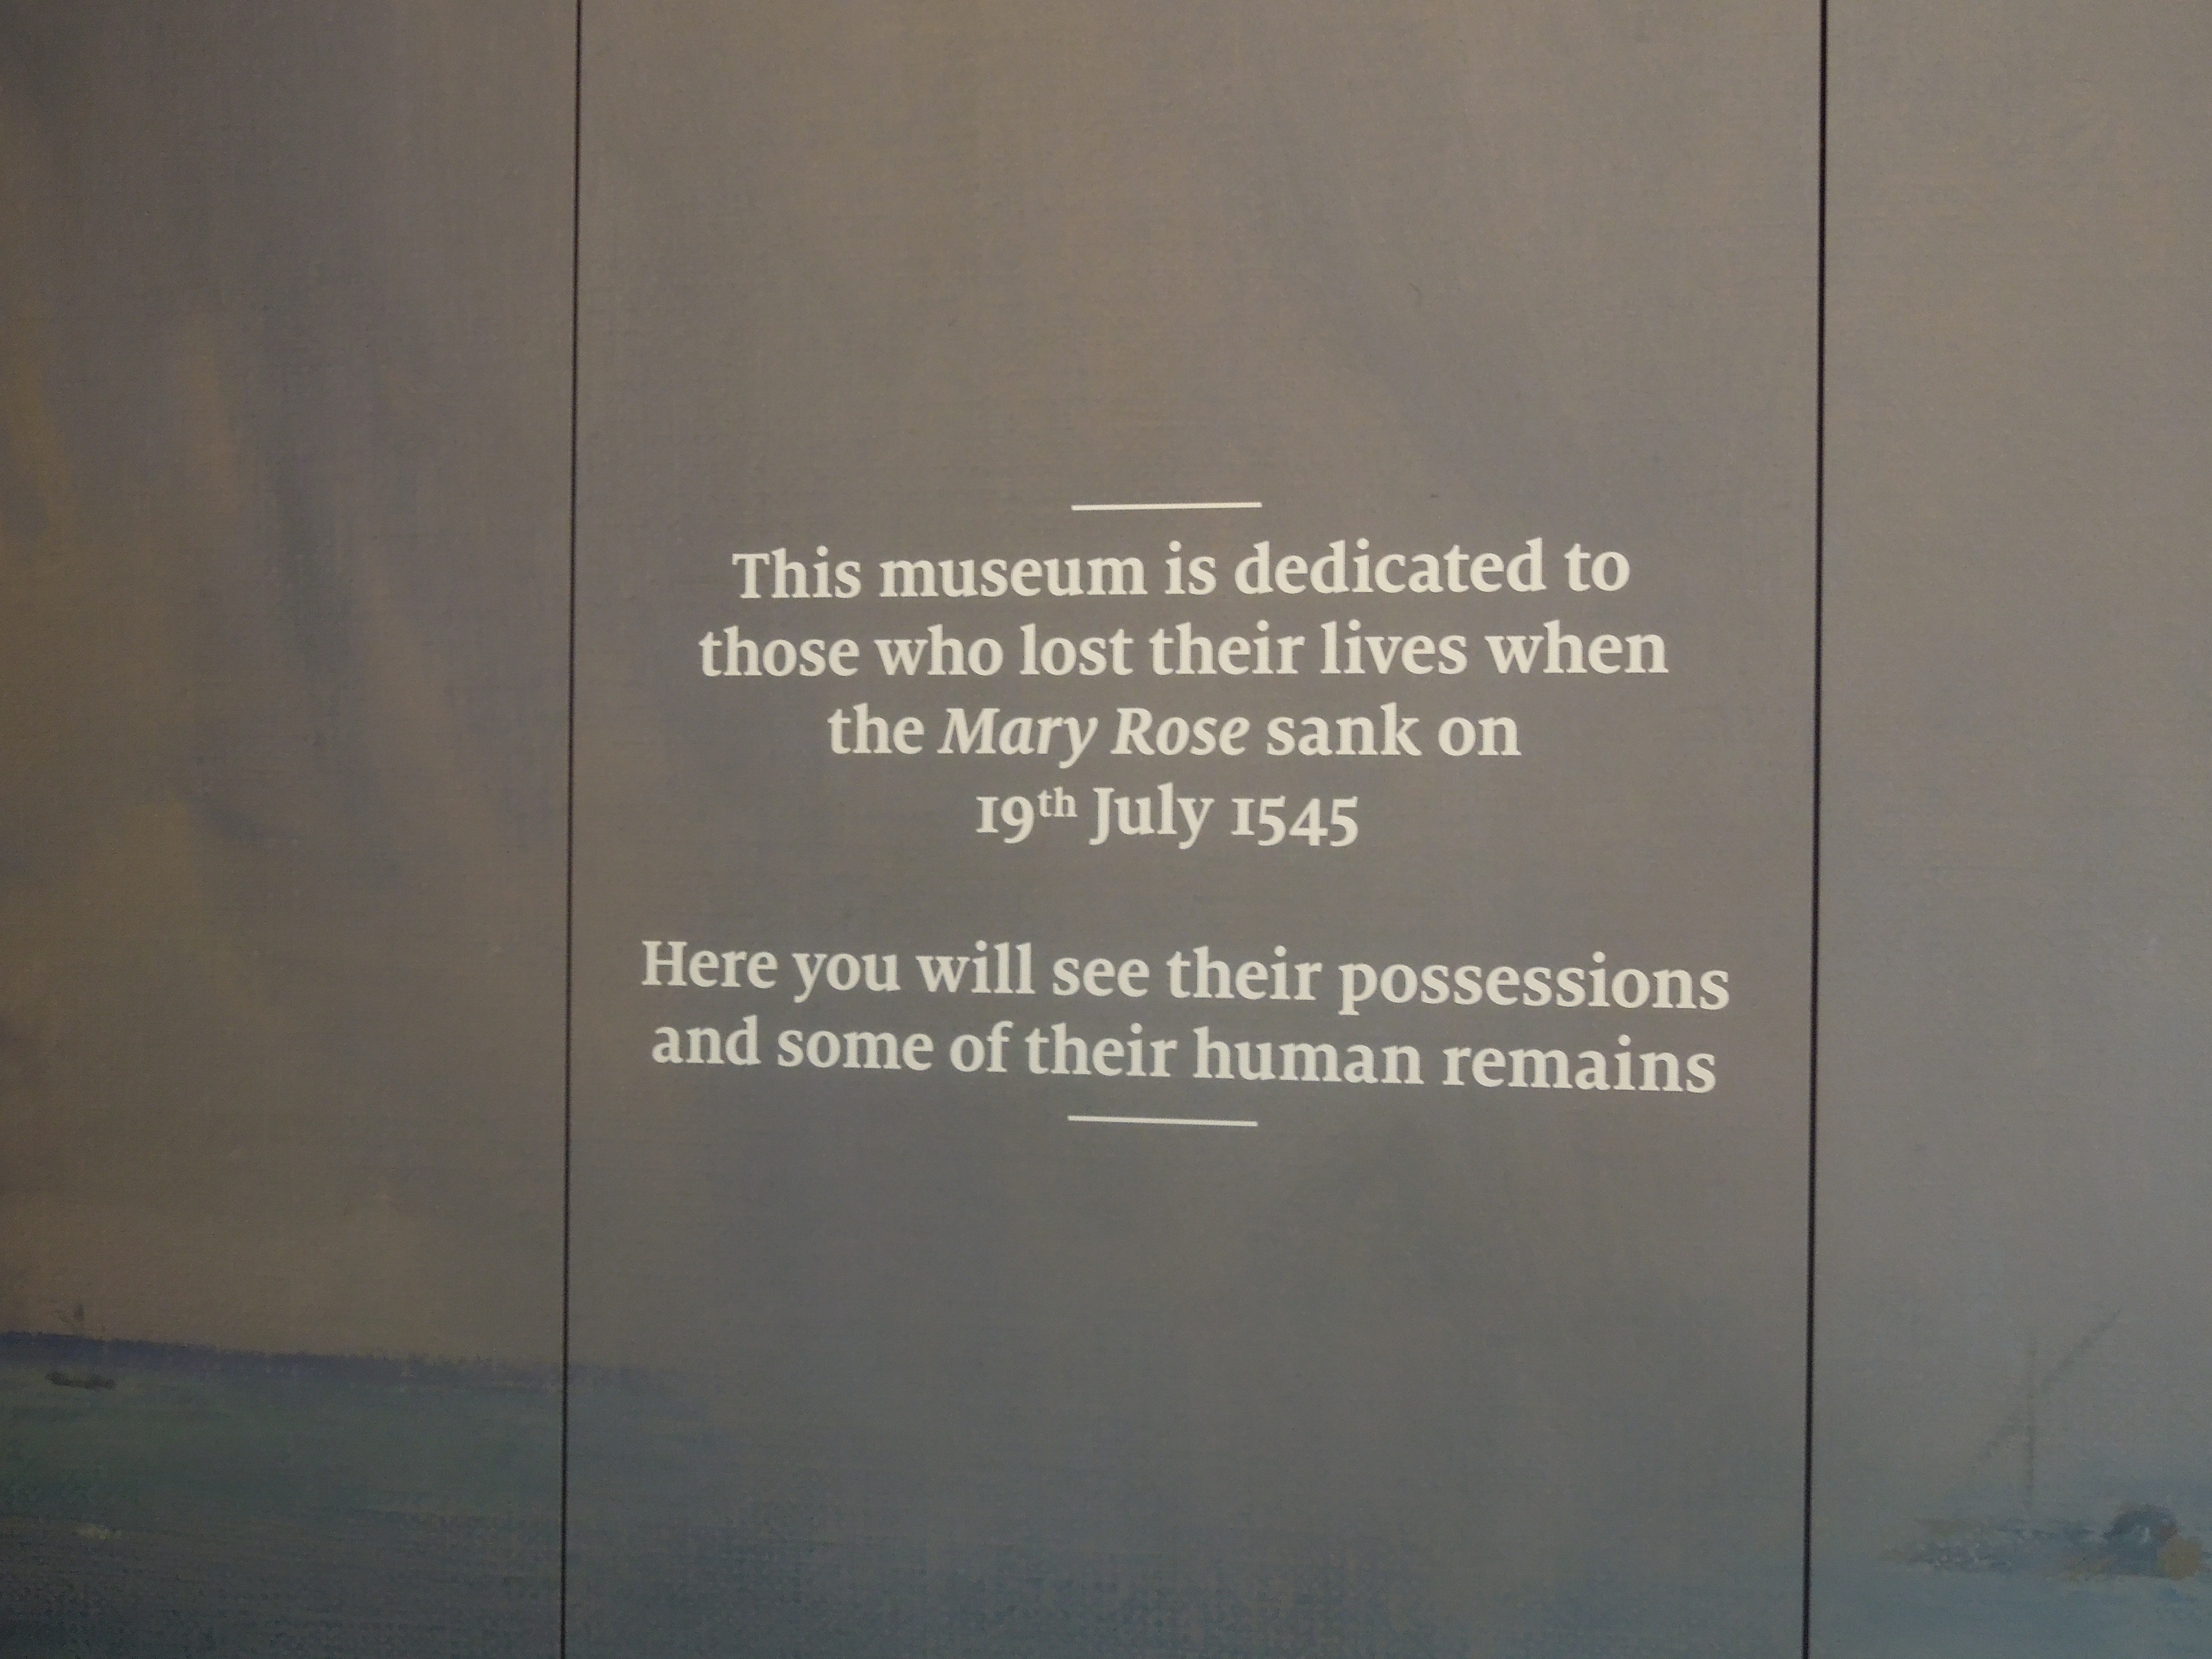 This museum is dedicated to
those who lost their lives when
the Mary Rose sank on
19th July 1545
Here you will see their possessions
and some of their human remains